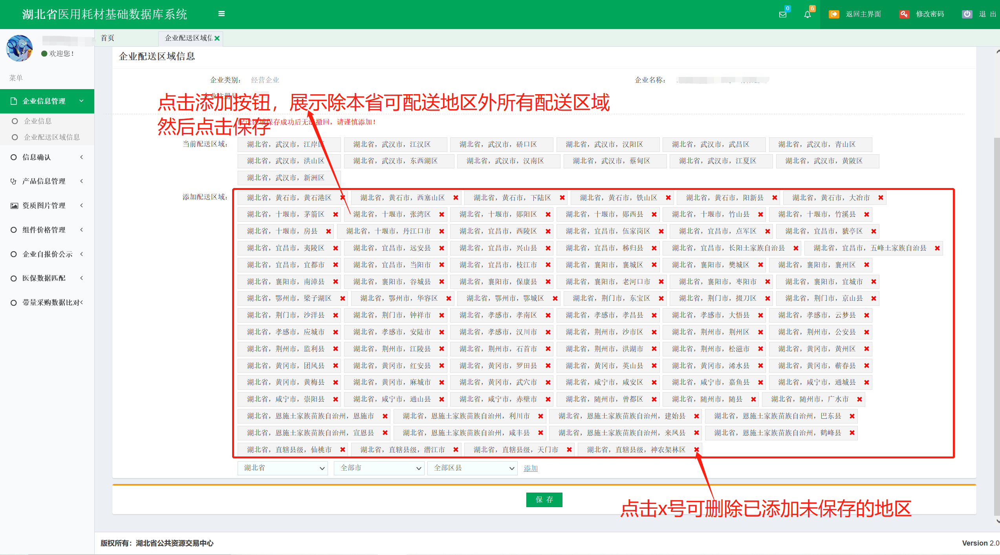 湖北省医用耗材基础数据库系统
0
6
返回主界面
修改密码
退 出
欢迎您！
菜单
企业信息管理
企业信息
企业配送区域信息
信息确认
产品信息管理
资质图片管理
组件价格管理
企业自报价公示
医保数据匹配
带量采购数据比对
首页
企业配送区域信
企业配送区域信息
企业类别： 经营企业
企业名称：
企业注册号：
点击添加按钮，展示除本省可配送地区外所有配送区域
然后点击保存
配送区域保存成功后无法撤回，请谨慎添加！
当前配送区域： 湖北省，武汉市，江岸区 湖北省，武汉市，江汉区 湖北省，武汉市，硚口区 湖北省，武汉市，汉阳区 湖北省，武汉市，武昌区 湖北省，武汉市，青山区
湖北省，武汉市，洪山区 湖北省，武汉市，东西湖区 湖北省，武汉市，汉南区 湖北省，武汉市，蔡甸区 湖北省，武汉市，江夏区 湖北省，武汉市，黄陂区
湖北省，武汉市，新洲区
添加配送区域： 湖北省，黄石市，黄石港区 湖北省，黄石市，西塞山区 湖北省，黄石市，下陆区 湖北省，黄石市，铁山区 湖北省，黄石市，阳新县 湖北省，黄石市，大冶市
湖北省，十堰市，茅箭区 湖北省，十堰市，张湾区 湖北省，十堰市，郧阳区 湖北省，十堰市，郧西县 湖北省，十堰市，竹山县 湖北省，十堰市，竹溪县
湖北省，十堰市，房县 湖北省，十堰市，丹江口市 湖北省，宜昌市，西陵区 湖北省，宜昌市，伍家岗区 湖北省，宜昌市，点军区 湖北省，宜昌市，猇亭区
湖北省，宜昌市，夷陵区 湖北省，宜昌市，远安县 湖北省，宜昌市，兴山县 湖北省，宜昌市，秭归县 湖北省，宜昌市，长阳土家族自治县 湖北省，宜昌市，五峰土家族自治县
湖北省，宜昌市，宜都市 湖北省，宜昌市，当阳市 湖北省，宜昌市，枝江市 湖北省，襄阳市，襄城区 湖北省，襄阳市，樊城区 湖北省，襄阳市，襄州区
湖北省，襄阳市，南漳县 湖北省，襄阳市，谷城县 湖北省，襄阳市，保康县 湖北省，襄阳市，老河口市 湖北省，襄阳市，枣阳市 湖北省，襄阳市，宜城市
湖北省，鄂州市，梁子湖区 湖北省，鄂州市，华容区 湖北省，鄂州市，鄂城区 湖北省，荆门市，东宝区 湖北省，荆门市，掇刀区 湖北省，荆门市，京山县
湖北省，荆门市，沙洋县 湖北省，荆门市，钟祥市 湖北省，孝感市，孝南区 湖北省，孝感市，孝昌县 湖北省，孝感市，大悟县 湖北省，孝感市，云梦县
湖北省，孝感市，应城市 湖北省，孝感市，安陆市 湖北省，孝感市，汉川市 湖北省，荆州市，沙市区 湖北省，荆州市，荆州区 湖北省，荆州市，公安县
湖北省，荆州市，监利县 湖北省，荆州市，江陵县 湖北省，荆州市，石首市 湖北省，荆州市，洪湖市 湖北省，荆州市，松滋市 湖北省，黄冈市，黄州区
湖北省，黄冈市，团风县 湖北省，黄冈市，红安县 湖北省，黄冈市，罗田县 湖北省，黄冈市，英山县 湖北省，黄冈市，浠水县 湖北省，黄冈市，蕲春县
湖北省，黄冈市，黄梅县 湖北省，黄冈市，麻城市 湖北省，黄冈市，武穴市 湖北省，咸宁市，咸安区 湖北省，咸宁市，嘉鱼县 湖北省，咸宁市，通城县
湖北省，咸宁市，崇阳县 湖北省，咸宁市，通山县 湖北省，咸宁市，赤壁市 湖北省，随州市，曾都区 湖北省，随州市，随县 湖北省，随州市，广水市
湖北省，恩施土家族苗族自治州，恩施市 湖北省，恩施土家族苗族自治州，利川市 湖北省，恩施土家族苗族自治州，建始县 湖北省，恩施土家族苗族自治州，巴东县
湖北省，恩施土家族苗族自治州，宣恩县 湖北省，恩施土家族苗族自治州，咸丰县 湖北省，恩施土家族苗族自治州，来凤县 湖北省，恩施土家族苗族自治州，鹤峰县
湖北省，直辖县级，仙桃市 湖北省，直辖县级，潜江市 湖北省，直辖县级，天门市 湖北省，直辖县级，神农架林区
湖北省 全部市 全部区县 添加
保 存
点击x号可删除已添加未保存的地区
版权所有：湖北省公共资源交易中心
Version 2.0